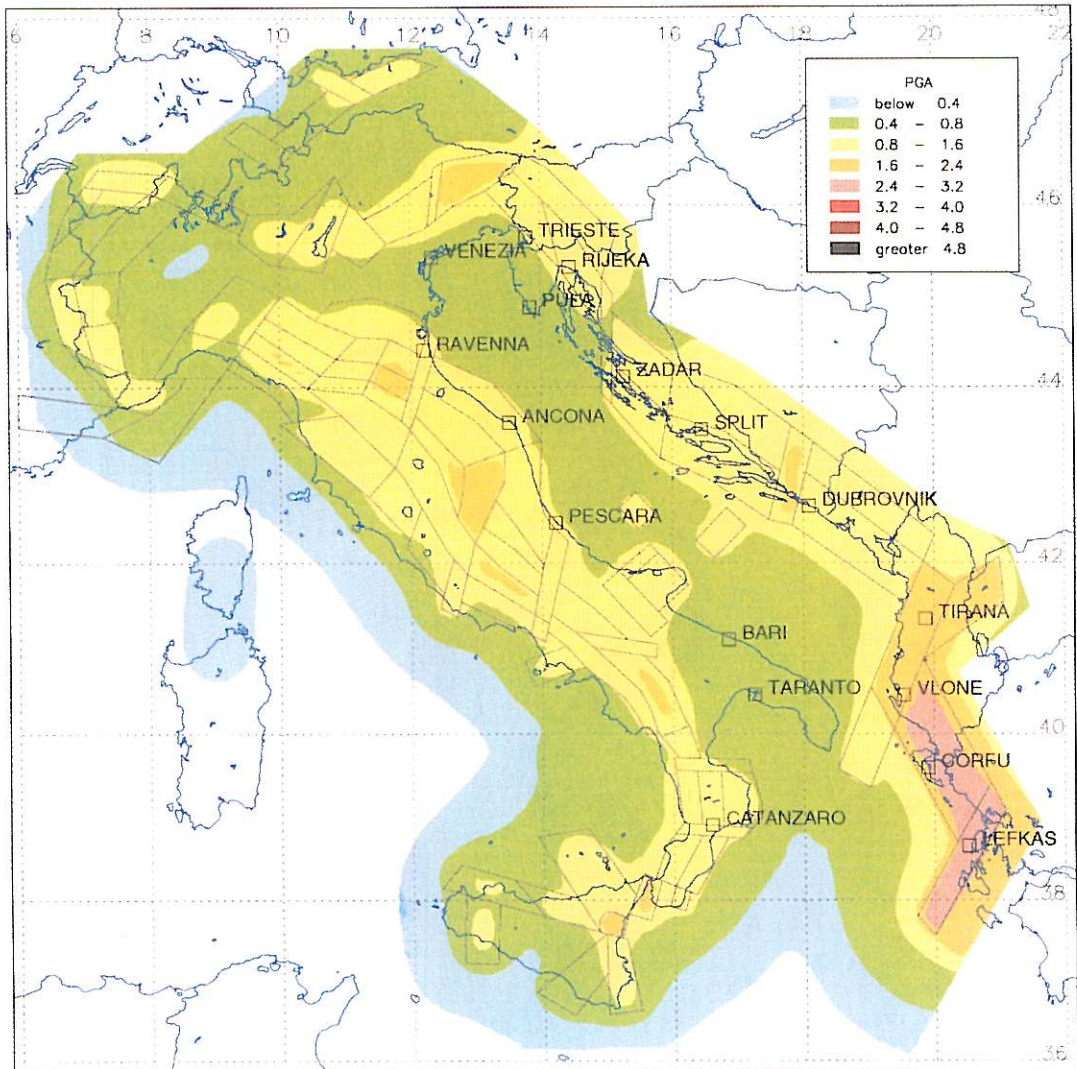 6 8 10 12 14 16 18 20 22
48
PGA
below 0.4
0.4 – 0.8
0.8 – 1.6
1.6 – 2.4
2.4 – 3.2
3.2 – 4.0
4.0 – 4.8
greater 4.8
46
TRIESTE
VENEZIA
RIJEKA
PULA
RAVENNA
ZADAR
44
ANCONA
SPLIT
DUBROVNIK
PESCARA
42
TIRANA
BARI
TARANTO
VLONE
40
CORFU
CATANZARO
LEFKAS
38
36